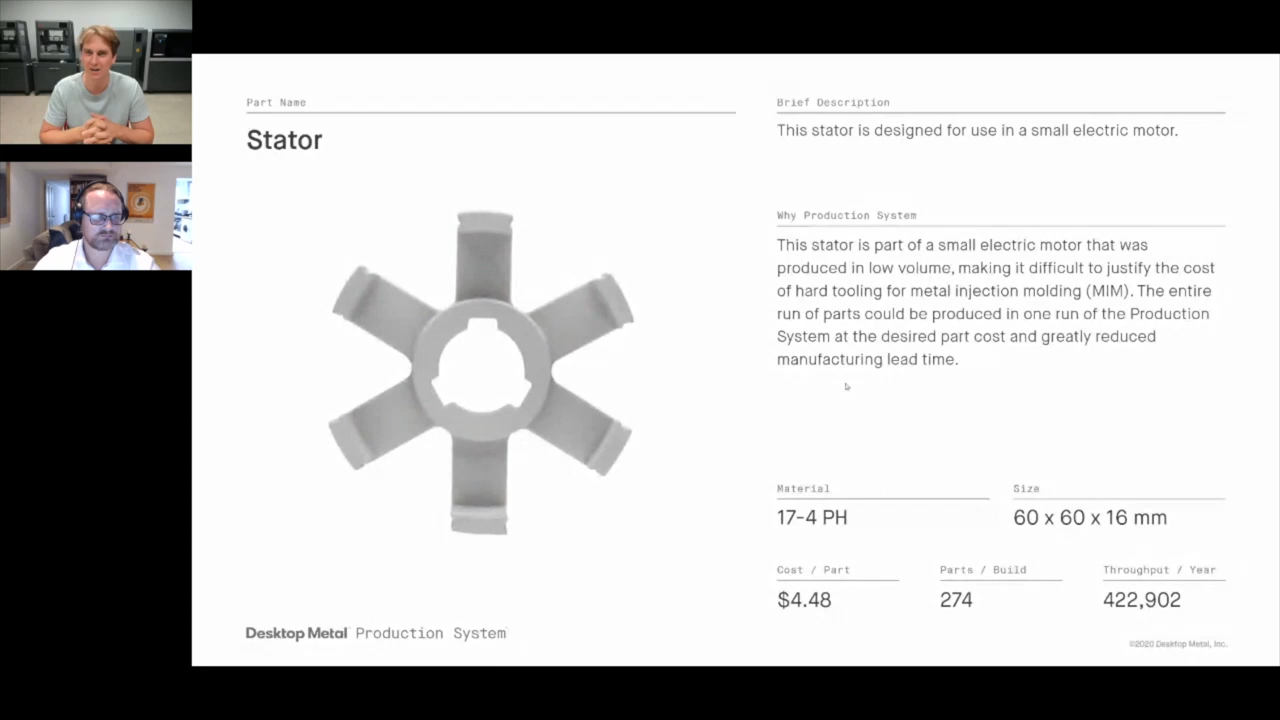 Part Name
Stator
Brief Description
This stator is designed for use in a small electric motor.
Why Production System
This stator is part of a small electric motor that was
produced in low volume, making it difficult to justify the cost
of hard tooling for metal injection molding (MIM). The entire
run of parts could be produced in one run of the Production
System at the desired part cost and greatly reduced
manufacturing lead time.
Material
17-4 PH
Size
60 x 60 x 16 mm
Cost / Part
$4.48
Parts / Build
274
Throughput / Year
422,902
Desktop Metal Production System
©2020 Desktop Metal, Inc.